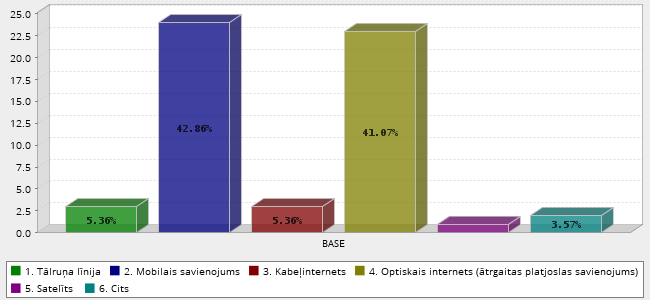 25.0
22.5
20.0
17.5
15.0
12.5
10.0
7.5
5.0
2.5
0.0
5.36%
42.86%
5.36%
41.07%
3.57%
BASE
1. Tālruņa līnija
2. Mobilais savienojums
3. Kabeļinternets
4. Optiskais internets (ātrgaitas platjoslas savienojums)
5. Satelīts
6. Cits